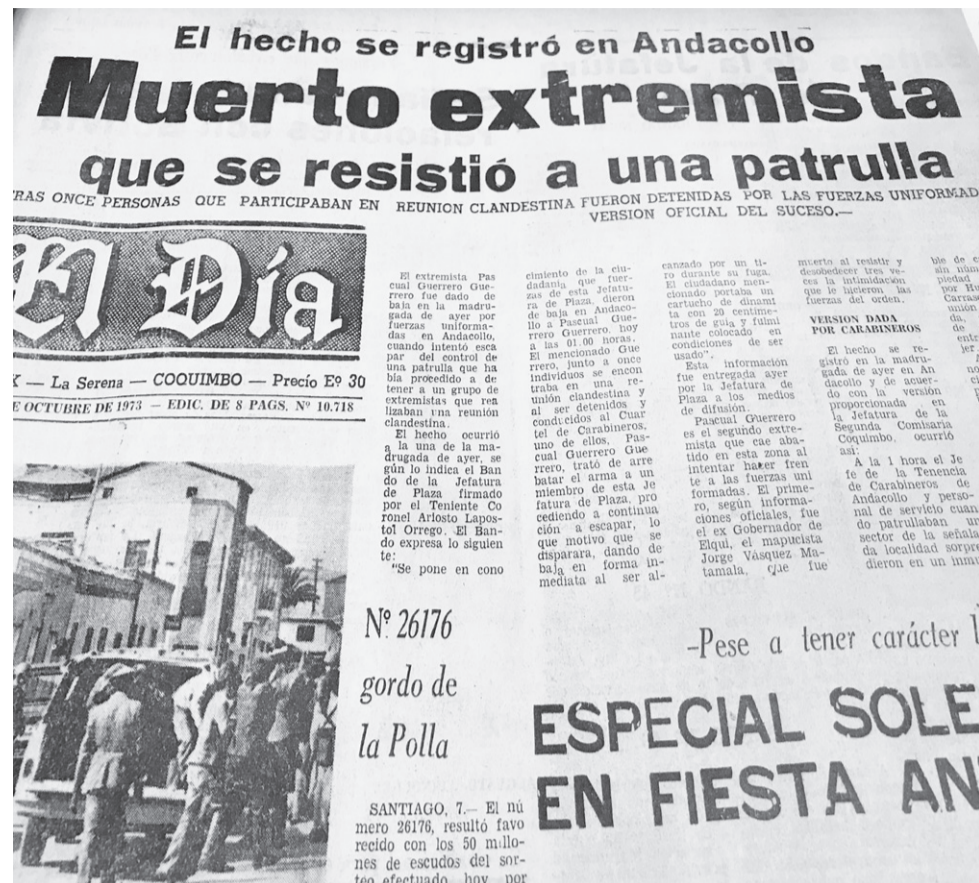 El hecho se registró en Andacollo
Muerto extremista
que se resistió a una patrulla
RAS ONCE PERSONAS QUE PARTICIPABAN EN REUNION CLANDESTINA FUERON DETENIDAS POR LAS FUERZAS UNIFORMAD
VERSION OFICIAL DEL SUCESO.—
El Día
— La Serena — COQUIMBO — Precio Eº 30
E OCTUBRE DE 1973 — EDIC. DE 8 PAGS. Nº 10.718
El extremista Pas
cual Guerrero Gue-
rrero fue dado de
baja en la madru-
gada de ayer por
fuerzas uniforma-
das en Andacollo,
cuando intentó esca
par del control de
una patrulla que ha
bía procedido a de-
tener a un grupo de
extremistas que rea
lizaban una reunión
clandestina.
El hecho ocurrió
a la una de la ma-
drugada de ayer, se
gún lo indica el Ban
do de la Jefatura
de Plaza firmado
por el Teniente Co
ronel Ariosto Lapos-
tol Orrego. El Ban-
do expresa lo siguien
te:
"Se pone en cono
cimiento de la ciu-
dadanía, que fuer-
zas de esta Jefatu-
ra de Plaza, dieron
de baja en Andaco-
llo a Pascual Gue-
rrero Guerrero, hoy
a las 01.00 horas.
El mencionado Gue
rrero, junto a once
individuos se encon
traba en una re-
unión clandestina y
al ser detenidos y
conducidos al Cuar
tel de Carabineros,
uno de ellos, Pas-
cual Guerrero Gue
rrero, trató de arre
batar el arma a un
miembro de esta Je
fatura de Plaza, pro
cediendo a continua
ción a escapar, lo
que motivo que se
disparara, dando de
baja en forma in-
mediata al ser al-
canzado por un ti-
ro durante su fuga.
El ciudadano men-
cionado portaba un
cartucho de dinami
ta con 20 centíme-
tros de guía y fulmi
nante colocado en
condiciones de ser
usado".
Esta información
fue entregada ayer
por la Jefatura de
Plaza a los medios
de difusión.
Pascual Guerrero
es el segundo extre-
mista que cae aba-
tido en esta zona al
intentar hacer fren
te a las fuerzas uni
formadas. El prime-
ro, según informa-
ciones oficiales, fue
el ex Gobernador de
Elqui, el mapucista
Jorge Vásquez Ma-
tamala, que fue
muerto al resistir y
desobedecer tres ve-
ces la intimidación
que le hicieron las
fuerzas del orden.
VERSION DADA
POR CARABINEROS
El hecho se re-
gistró en la madru-
gada de ayer en An
dacollo y de acuer-
do con la versión
proporcionada en
la Jefatura de la
Segunda Comisaría
Coquimbo, ocurrió
así:
A la 1 hora el Je
fe de la Tenencia
de Carabineros de
Andacollo y perso-
nal de servicio cuan
do patrullaban
sector de la señala
da localidad sorpr
dieron en un inmu
ble de c
sin núm
piedad
por Ru
Carm
unió
da.
de
entr
jer
Nº 26176
gordo de
la Polla
SANTIAGO, 7.— El nú
mero 26176, resultó favo
recido con los 50 millo-
nes de escudos del sor-
teo efectuado hoy por
–Pese a tener carácter
ESPECIAL SOLE
EN FIESTA AN